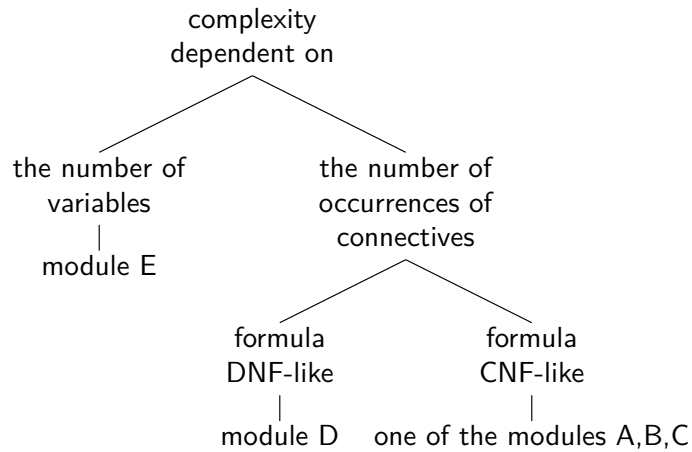 complexity
dependent on
the number of
variables
module E
the number of
occurrences of
connectives
formula
DNF-like
module D
formula
CNF-like
one of the modules A,B,C